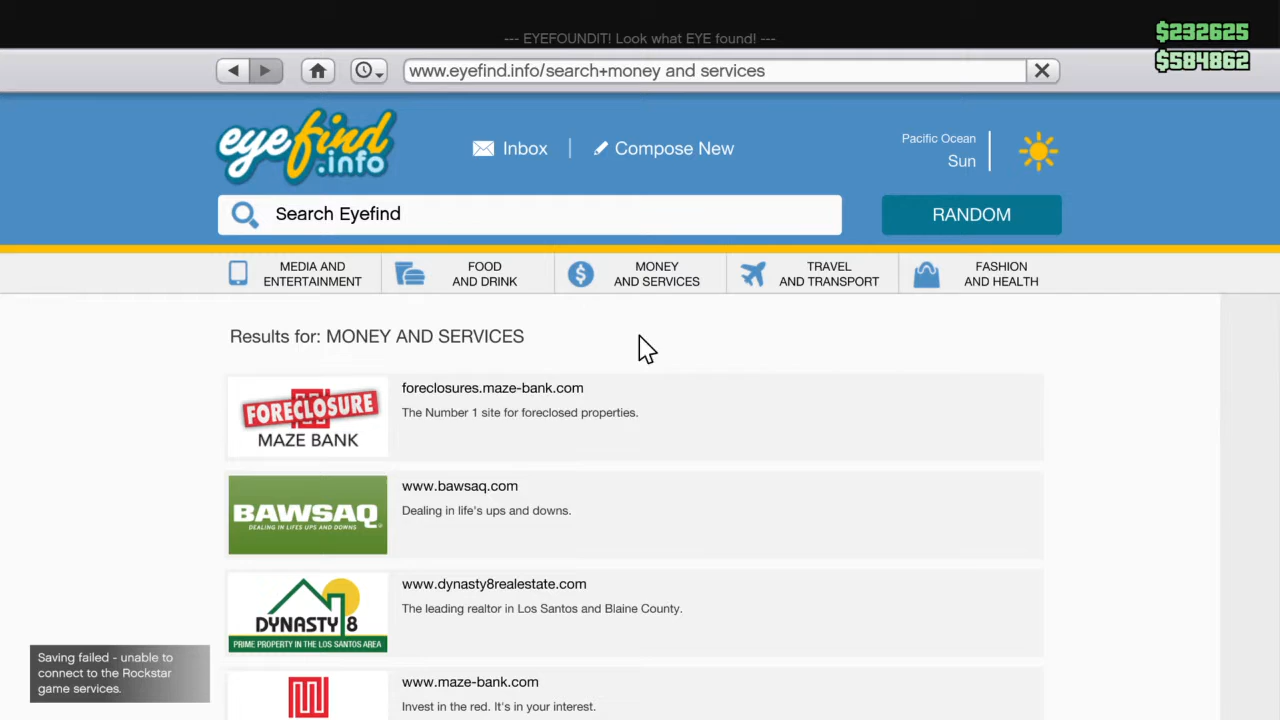 --- EYEFOUNDIT! Look what EYE found! ---
$232625
$584862
www.eyefind.info/search+money and services
eyefind
.info
Inbox
Compose New
Pacific Ocean
Sun
Search Eyefind
RANDOM
MEDIA AND
ENTERTAINMENT
FOOD
AND DRINK
MONEY
AND SERVICES
TRAVEL
AND TRANSPORT
FASHION
AND HEALTH
Results for: MONEY AND SERVICES
FORECLOSURE
MAZE BANK
foreclosures.maze-bank.com
The Number 1 site for foreclosed properties.
BAWSAQ
DEALING IN LIFES UPS AND DOWNS
www.bawsaq.com
Dealing in life's ups and downs.
DYNASTY 8
PRIME PROPERTY IN THE LOS SANTOS AREA
www.dynasty8realestate.com
The leading realtor in Los Santos and Blaine County.
www.maze-bank.com
Invest in the red. It's in your interest.
Saving failed - unable to
connect to the Rockstar
game services.